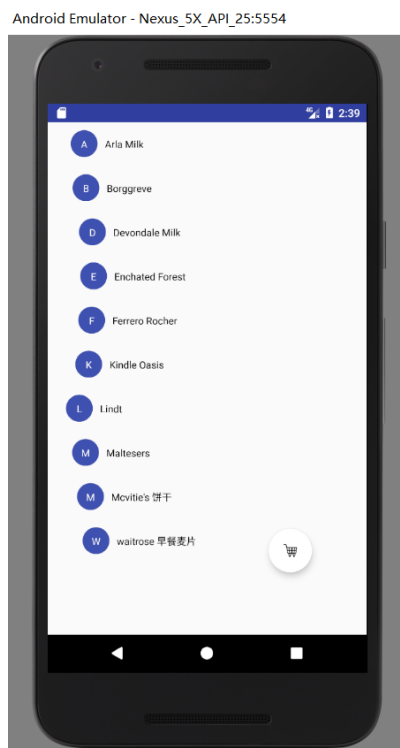 Android Emulator - Nexus_5X_API_25:5554
4G 2:39
A Arla Milk
B Borggreve
D Devondale Milk
E Enchated Forest
F Ferrero Rocher
K Kindle Oasis
L Lindt
M Maltesers
M Mcvitie's 饼干
W waitrose 早餐麦片